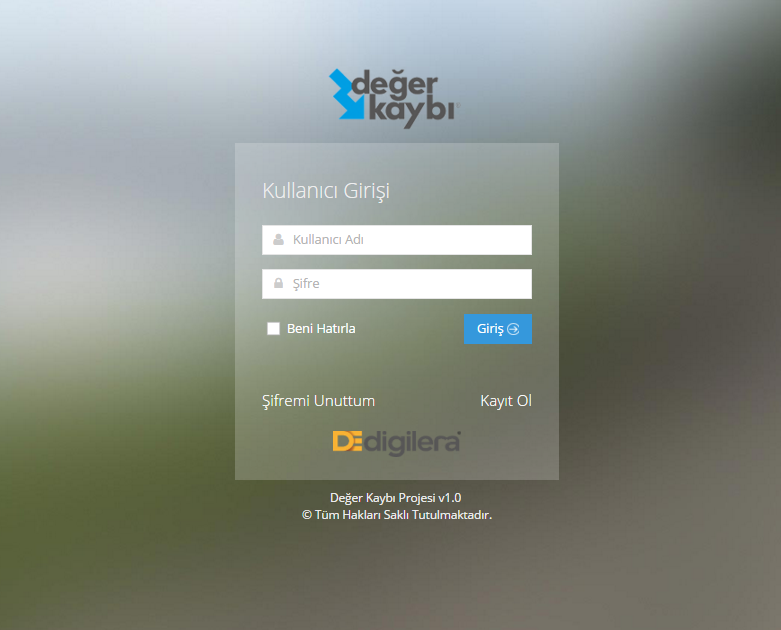 değer
kaybı
Kullanıcı Girişi
Kullanıcı Adı
Şifre
Beni Hatırla
Giriş
Şifremi Unuttum
Kayıt Ol
DEdigilera
Değer Kaybı Projesi v1.0
© Tüm Hakları Saklı Tutulmaktadır.